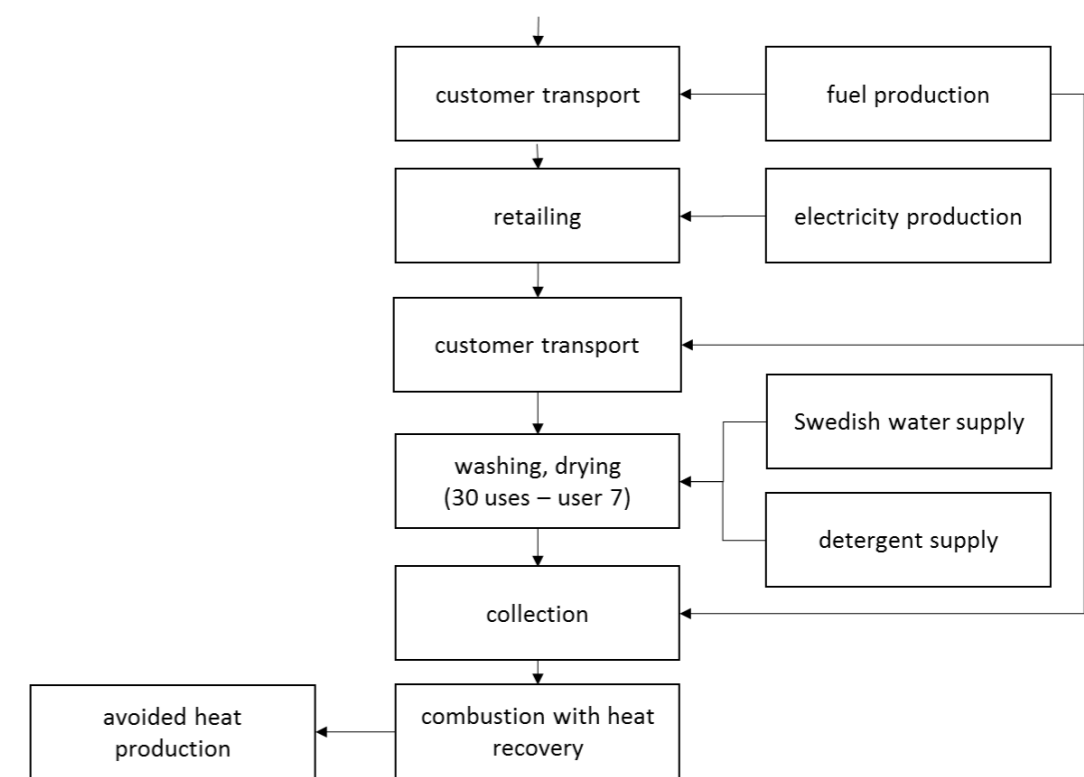 customer transport
fuel production
retailing
electricity production
customer transport
Swedish water supply
washing, drying
(30 uses – user 7)
detergent supply
collection
avoided heat
production
combustion with heat
recovery